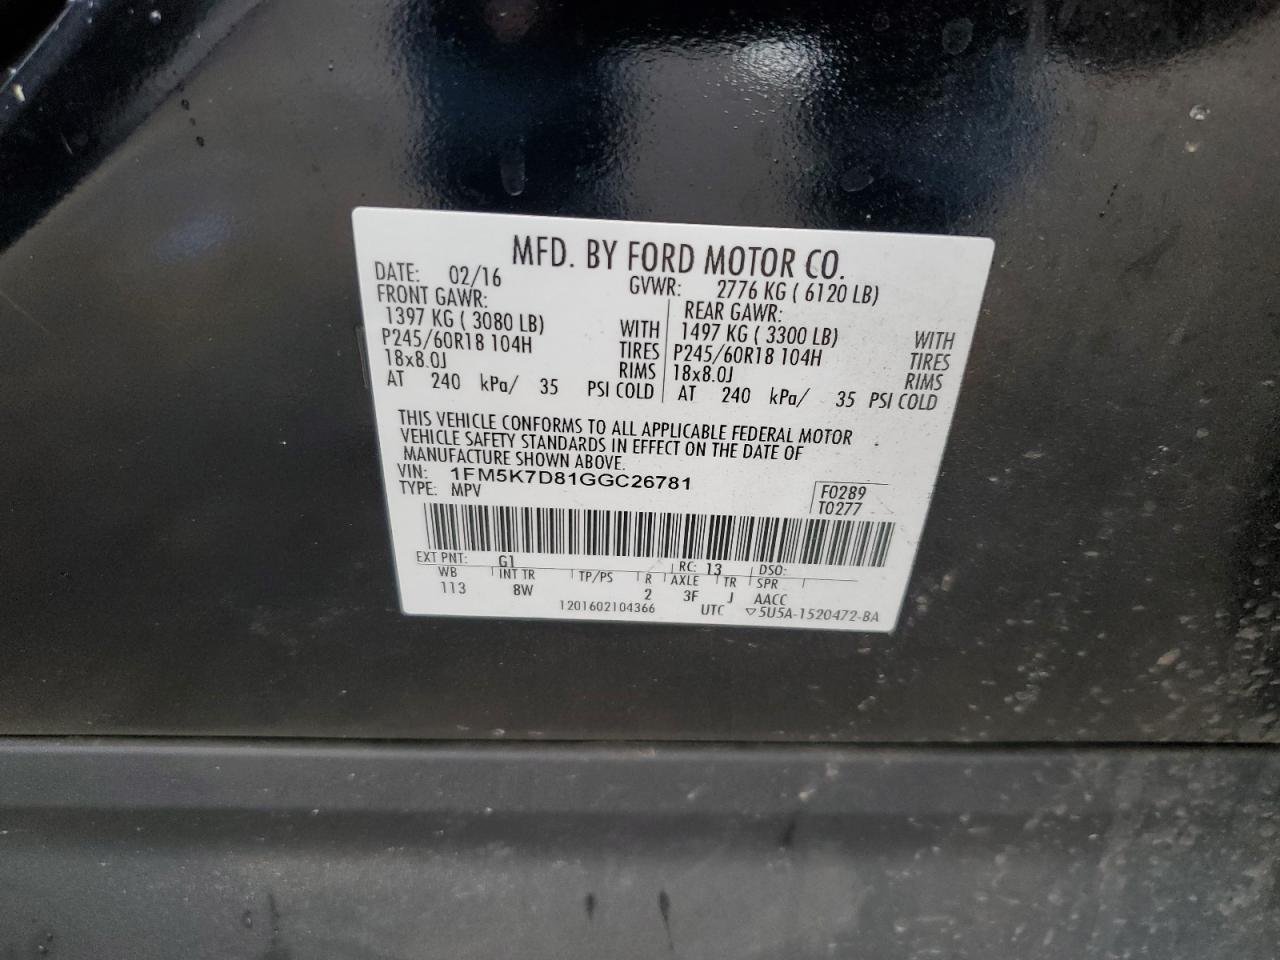 MFD. BY FORD MOTOR CO.
DATE: 02/16 GVWR: 2776 KG ( 6120 LB)
FRONT GAWR: REAR GAWR:
1397 KG ( 3080 LB) WITH 1497 KG ( 3300 LB) WITH
P245/60R18 104H TIRES P245/60R18 104H TIRES
18x8.0J RIMS 18x8.0J RIMS
AT 240 kPa/ 35 PSI COLD AT 240 kPa/ 35 PSI COLD
THIS VEHICLE CONFORMS TO ALL APPLICABLE FEDERAL MOTOR
VEHICLE SAFETY STANDARDS IN EFFECT ON THE DATE OF
MANUFACTURE SHOWN ABOVE.
VIN: 1FM5K7D81GGC26781
TYPE: MPV
F0289
T0277
EXT PNT: G1 RC: 13 DSO:
WB INT TR TP/PS R AXLE TR SPR
113 8W 2 3F J AACC
1201602104366 UTC ▽5U5A-1520472-BA